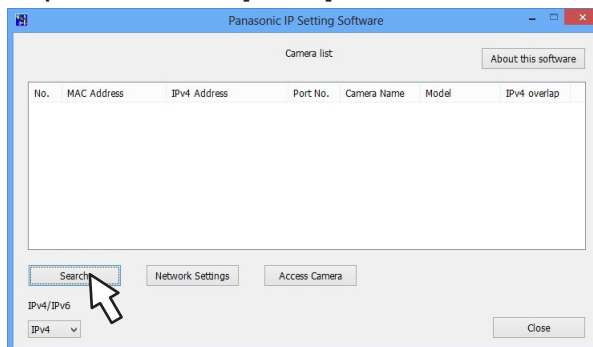 Panasonic IP Setting Software
Camera list
About this software
No. MAC Address IPv4 Address Port No. Camera Name Model IPv4 overlap
Search Network Settings Access Camera
IPv4/IPv6
IPv4 Close